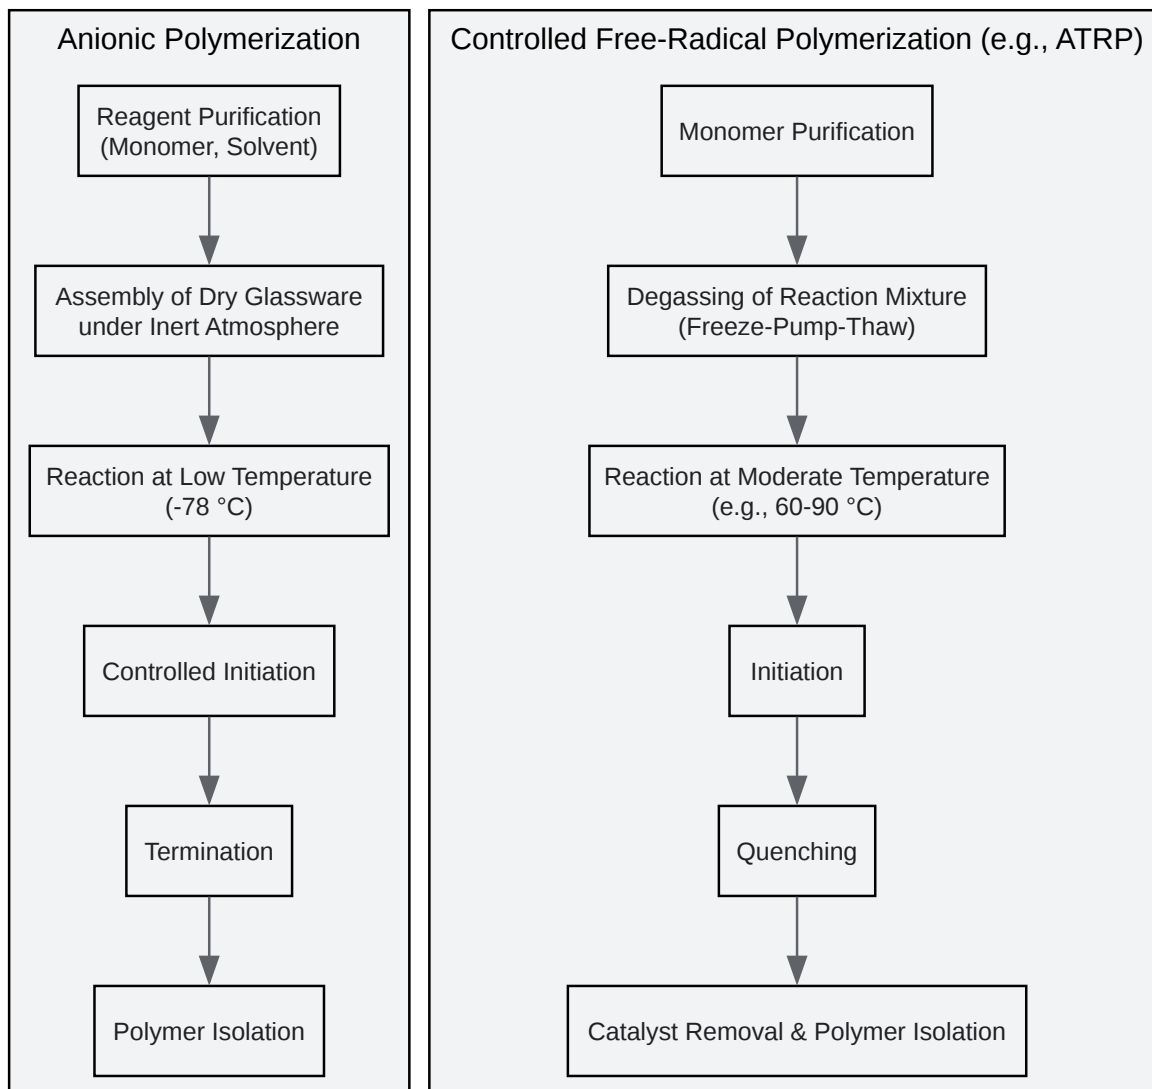 Anionic Polymerization
Reagent Purification
(Monomer, Solvent)
Assembly of Dry Glassware
under Inert Atmosphere
Reaction at Low Temperature
(-78 °C)
Controlled Initiation
Termination
Polymer Isolation
Controlled Free-Radical Polymerization (e.g., ATRP)
Monomer Purification
Degassing of Reaction Mixture
(Freeze-Pump-Thaw)
Reaction at Moderate Temperature
(e.g., 60-90 °C)
Initiation
Quenching
Catalyst Removal & Polymer Isolation